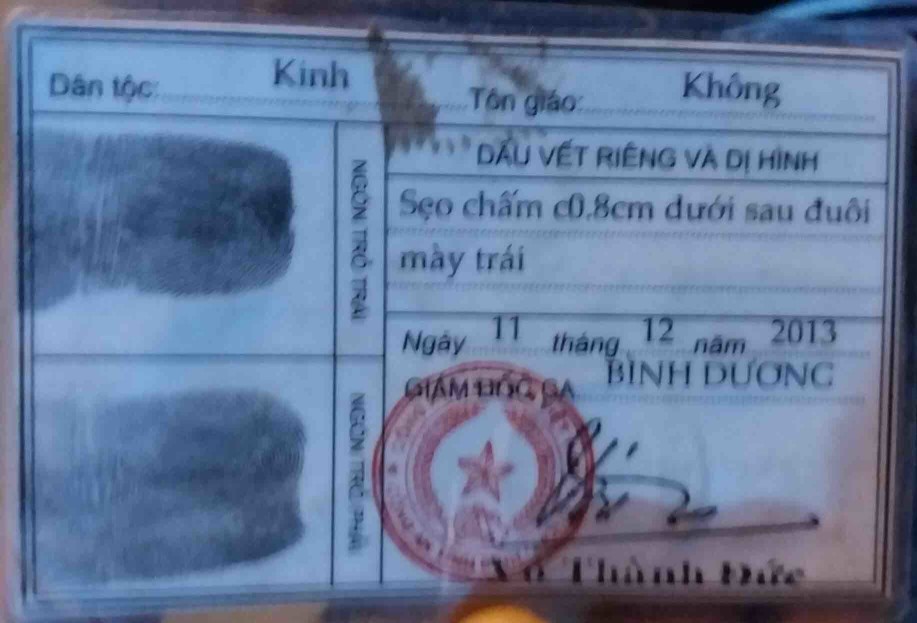 Dân tộc: Kinh Tôn giáo: Không
NGÓN TRỎ TRÁI
DẤU VẾT RIÊNG VÀ DỊ HÌNH
Sẹo chấm c0,8cm dưới sau đuôi
mày trái
Ngày 11 tháng 12 năm 2013
GIÁM ĐỐC CA BÌNH DƯƠNG
NGÓN TRỎ PHẢI
Thành Đức